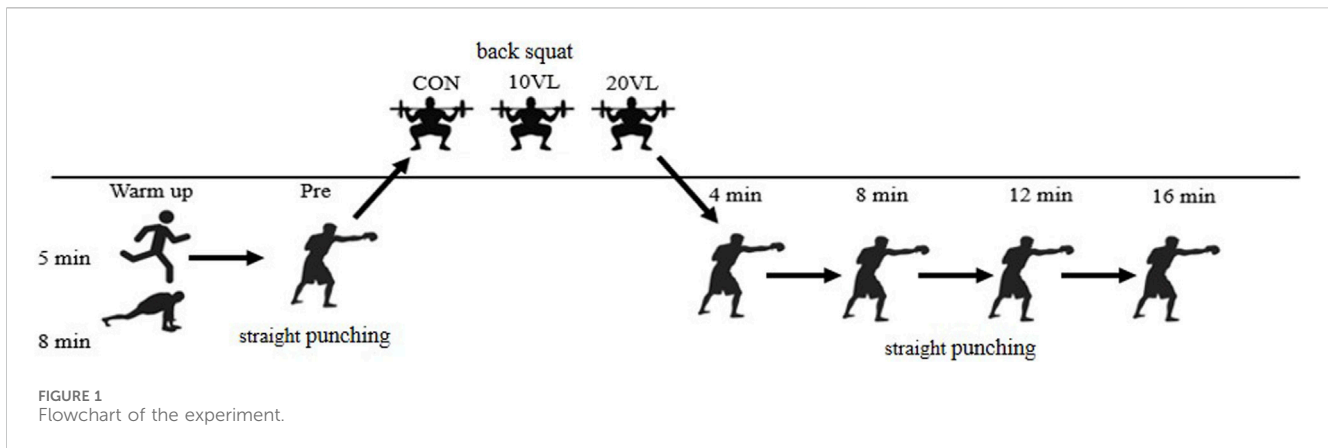 back squat
CON 10VL 20VL
Warm up Pre 4 min 8 min 12 min 16 min
5 min
8 min
straight punching straight punching
FIGURE 1
Flowchart of the experiment.